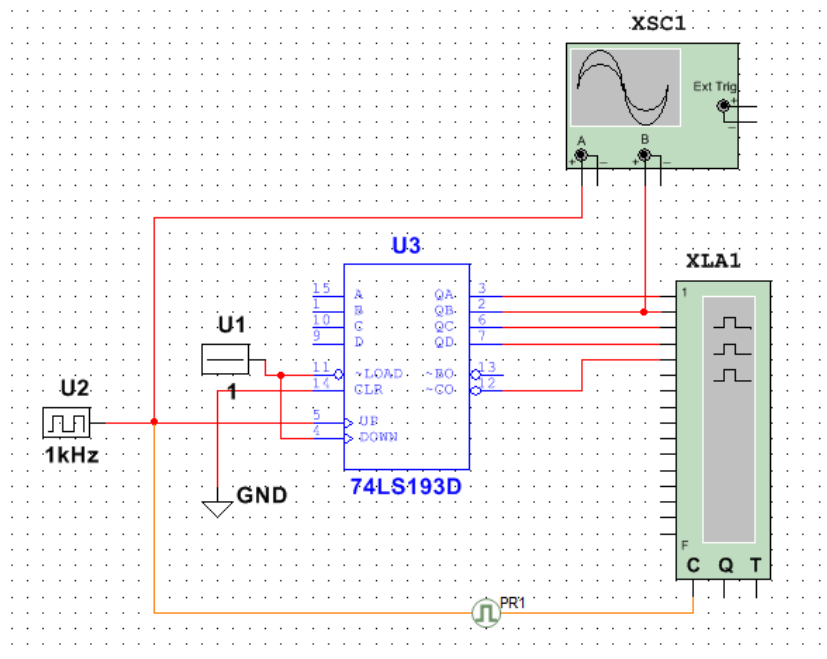 XSC1
Ext Trig
+
_
A
B
+ _ + _
U3
XLA1
15 A QA 3
1 B QB 2
10 C QC 6
9 D QD 7
11 ~LOAD ~BO 13
14 CLR ~CO 12
5 UP
4 DOWN
74LS193D
U1
1
U2
1kHz
GND
1
F
C Q T
PR1